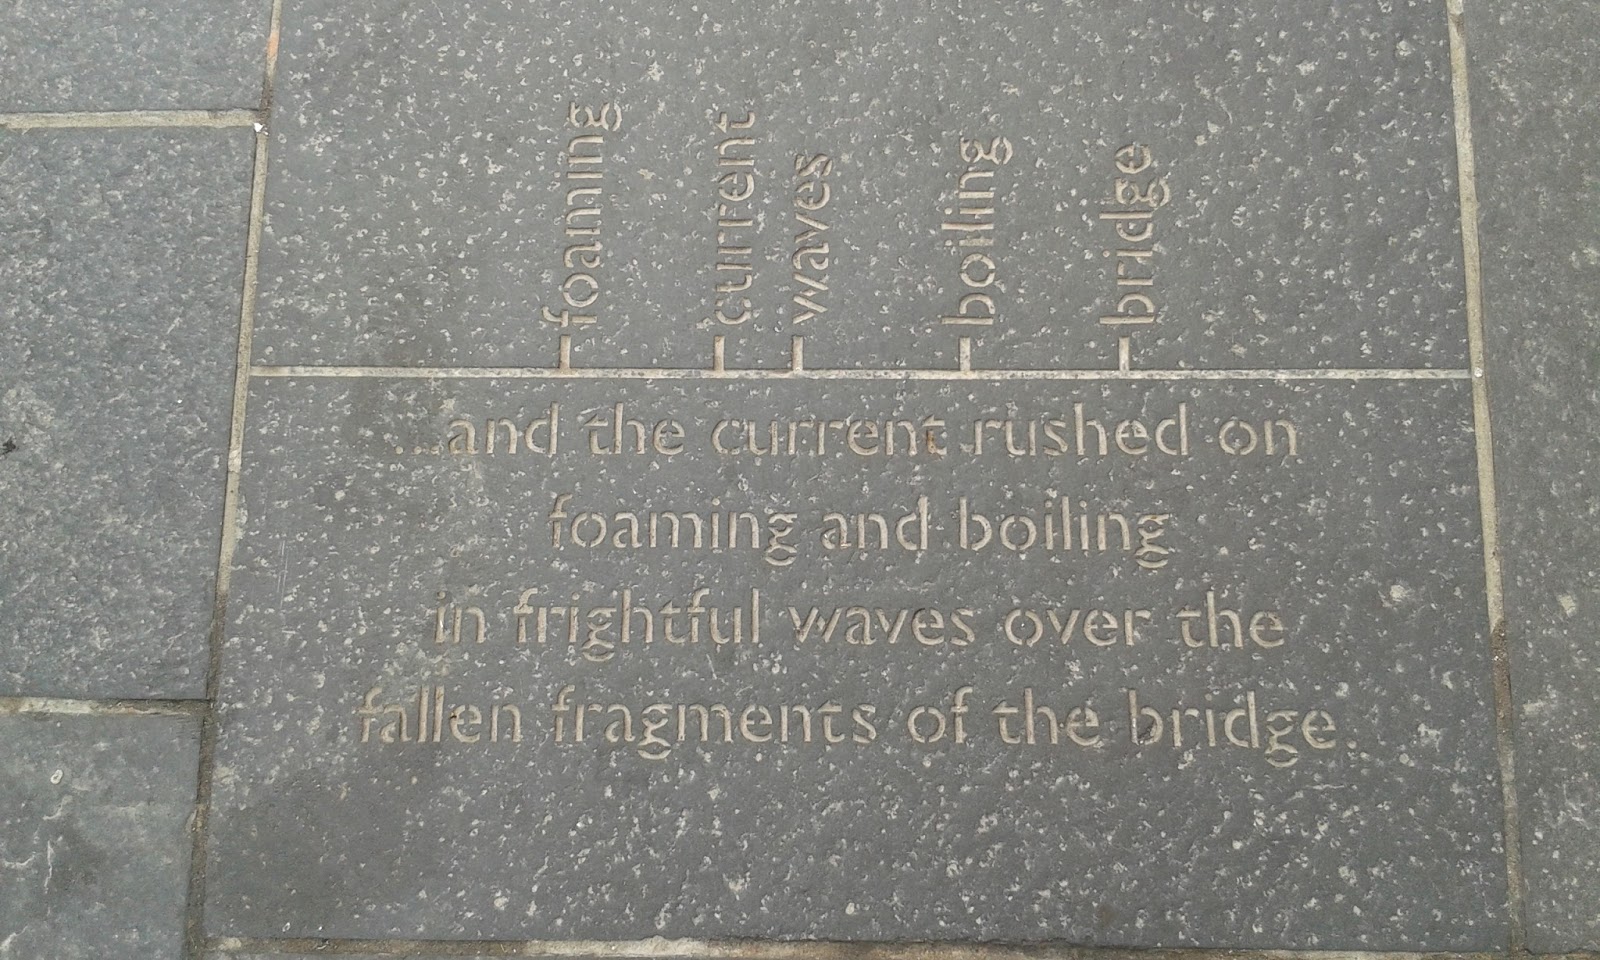 foaming
current
waves
boiling
bridge
...and the current rushed on
foaming and boiling
in frightful waves over the
fallen fragments of the bridge.